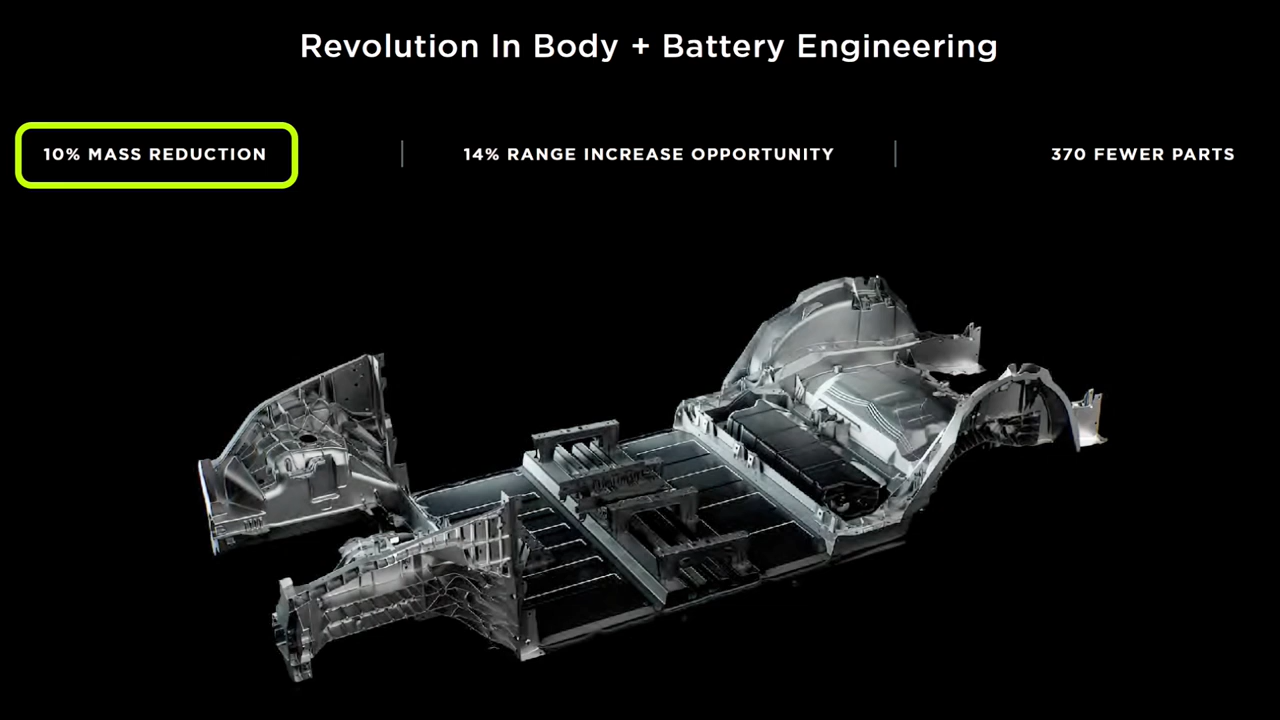 Revolution In Body + Battery Engineering
10% MASS REDUCTION
14% RANGE INCREASE OPPORTUNITY
370 FEWER PARTS